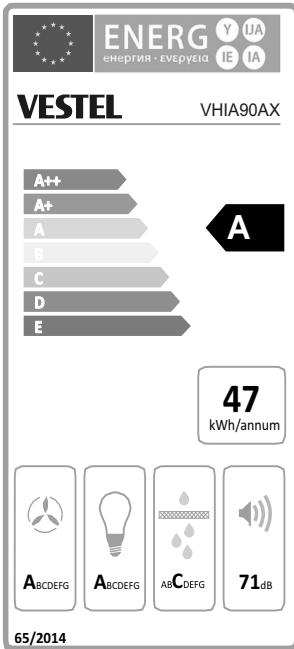 ENERG Y IJA
енергия · ενεργεια IE IA
VESTEL VHIA90AX
A++
A+
A A
B
C
D
E
47
kWh/annum
ABCDEFG ABCDEFG ABCDEFG 71dB
65/2014